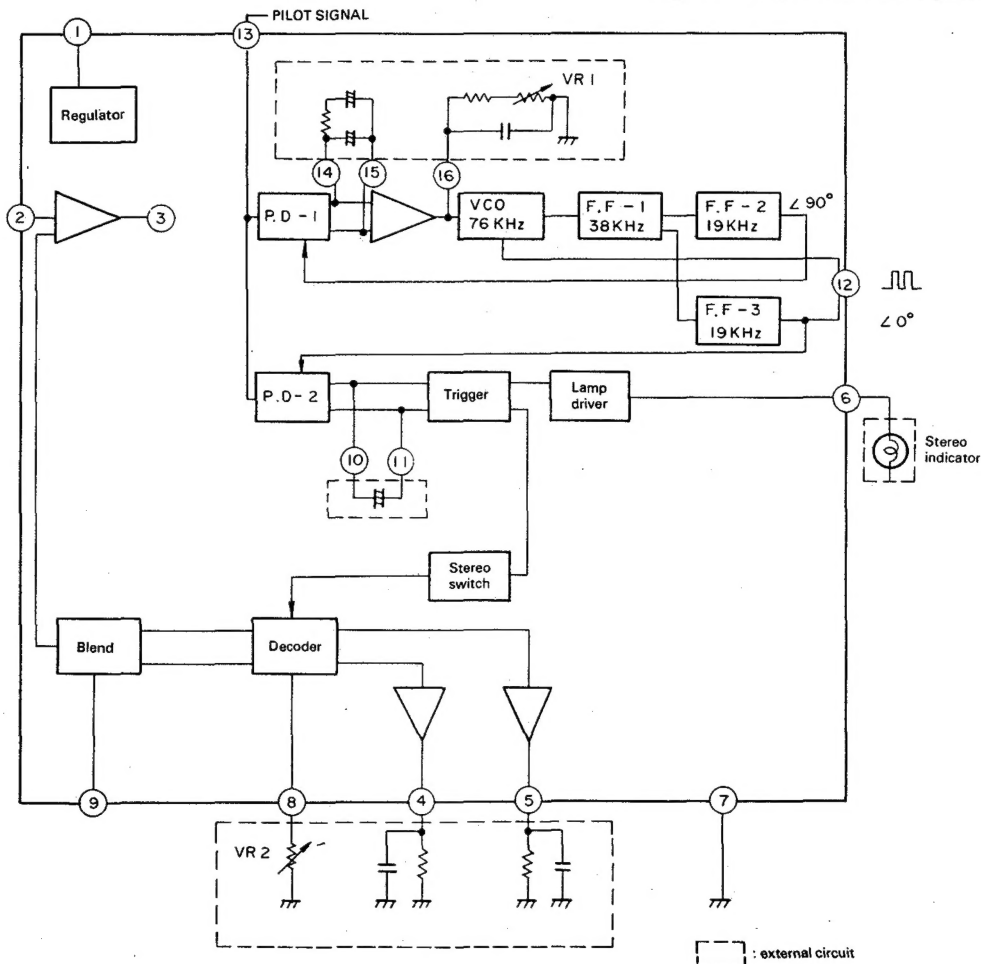 PILOT SIGNAL
1
13
VR 1
Regulator
14
15
16
2
3
P.D-1
VCO
76KHz
F.F-1
38KHz
F.F-2
19KHz
∠90°
12
F.F-3
19KHz
∠0°
P.D-2
Trigger
Lamp
driver
6
Stereo
indicator
10
11
Stereo
switch
Blend
Decoder
9
8
4
5
7
VR 2
: external circuit